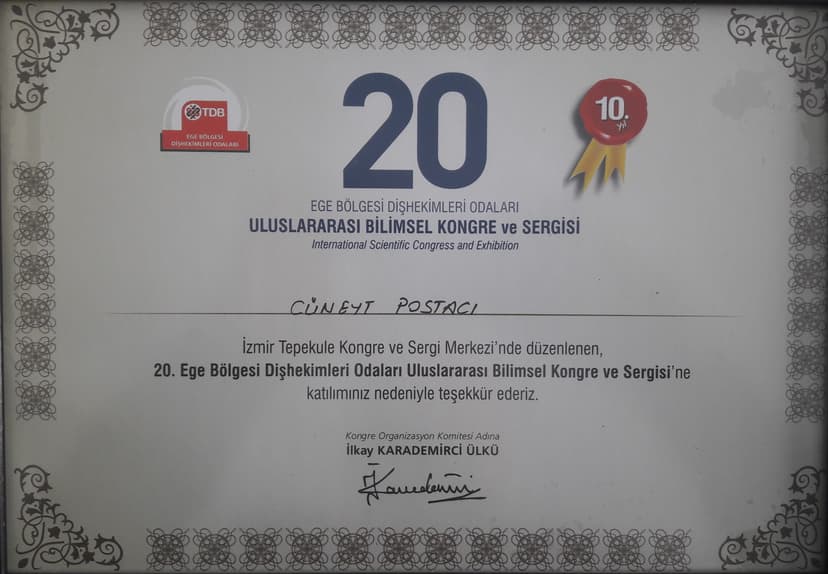 TDB
EGE BÖLGESİ
DİŞHEKİMLERİ ODALARI
20
10.
yıl
EGE BÖLGESİ DİŞHEKİMLERİ ODALARI
ULUSLARARASI BİLİMSEL KONGRE ve SERGİSİ
International Scientific Congress and Exhibition
CÜNEYT POSTACI
İzmir Tepekule Kongre ve Sergi Merkezi'nde düzenlenen,
20. Ege Bölgesi Dişhekimleri Odaları Uluslararası Bilimsel Kongre ve Sergisi'ne
katılımınız nedeniyle teşekkür ederiz.
Kongre Organizasyon Komitesi Adına
İlkay KARADEMİRCİ ÜLKÜ